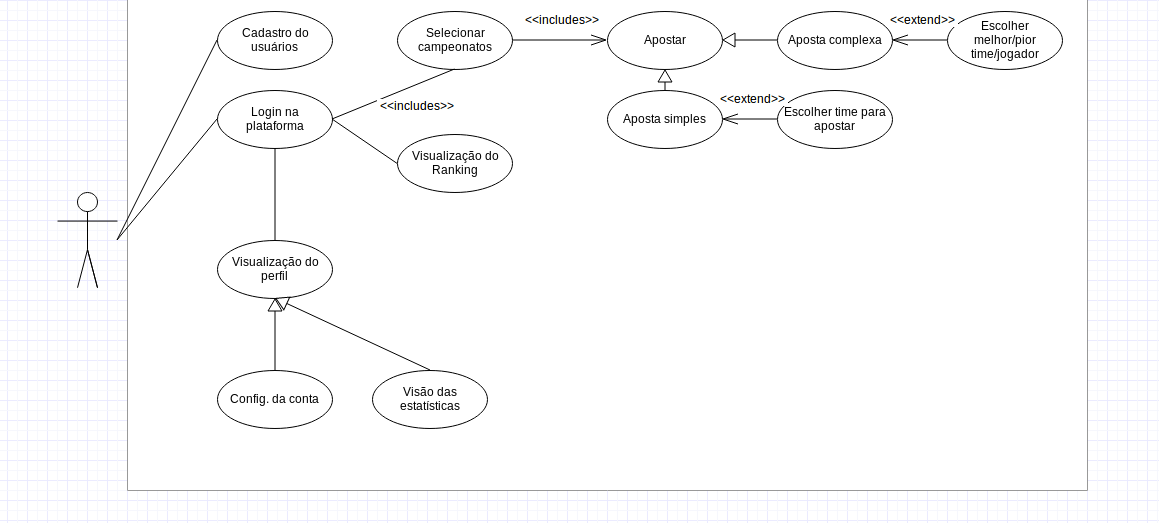 Cadastro do
usuários
Selecionar
campeonatos
<<includes>>
Apostar
Aposta complexa
<<extend>>
Escolher
melhor/pior
time/jogador
Login na
plataforma
<<includes>>
Aposta simples
<<extend>>
Escolher time para
apostar
Visualização do
Ranking
Visualização do
perfil
Config. da conta
Visão das
estatísticas